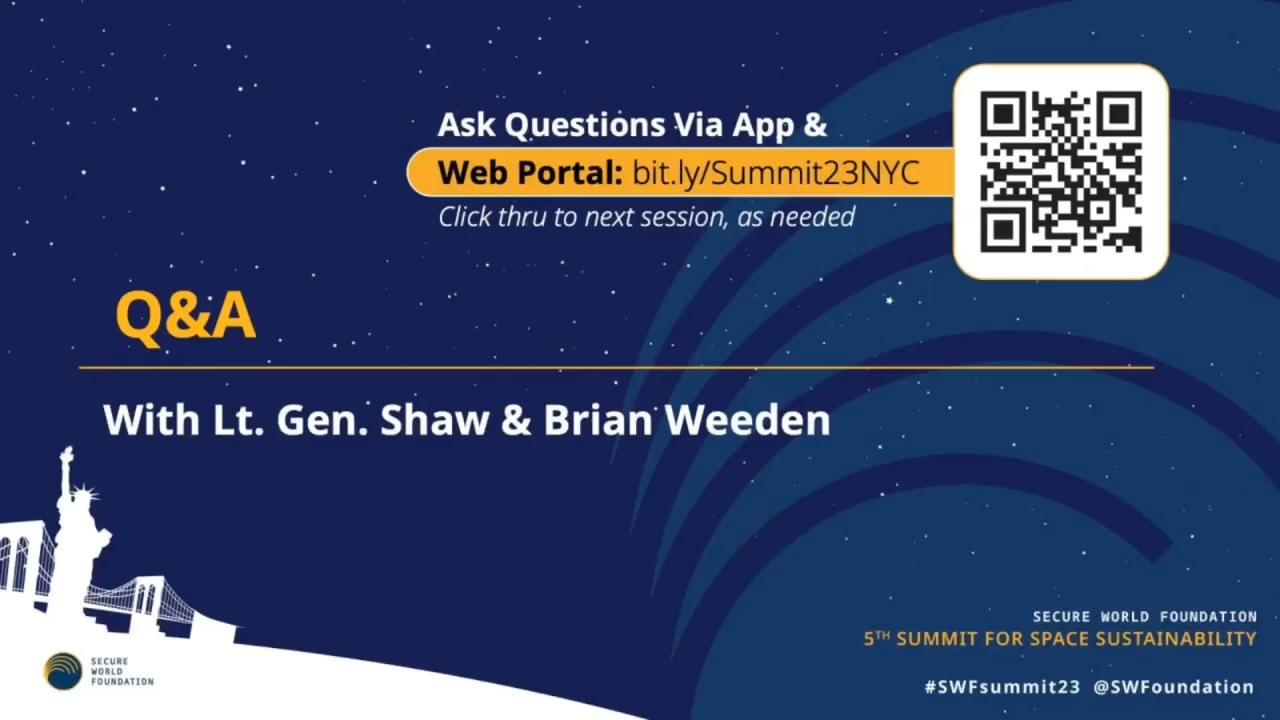 Ask Questions Via App &
Web Portal: bit.ly/Summit23NYC
Click thru to next session, as needed
Q&A
With Lt. Gen. Shaw & Brian Weeden
SECURE WORLD FOUNDATION
5TH SUMMIT FOR SPACE SUSTAINABILITY
#SWFsummit23 @SWFoundation
SECURE
WORLD
FOUNDATION